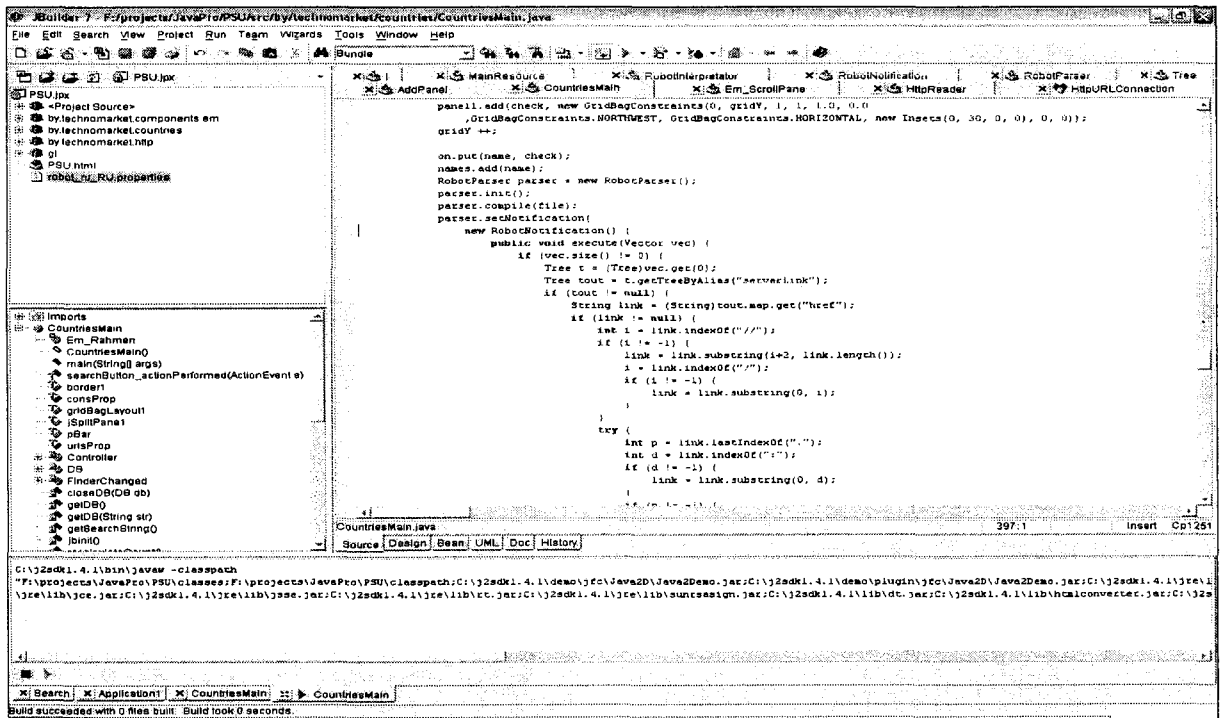 JBuilder 7 - F:/projects/JavaPro/PSU/src/by/technomarket/countries/CountriesMain.java
File Edit Search View Project Run Team Wizards Tools Window Help
Bundle
PSU.jpx
PSU.jpx
<Project Source>
by.technomarket.components em
by.technomarket.countries
by technomarket.http
gl
PSU html
robot_ru_RU.properties
MainResource RobotInterpretator RobotNotification RobotParser Tree
AddPanel CountriesMain Em_ScrollPane HttpReader HttpURLConnection
panel1.add(check, new GridBagConstraints(0, gridY, 1, 1, 1.0, 0.0
,GridBagConstraints.NORTHWEST, GridBagConstraints.HORIZONTAL, new Insets(0, 30, 0, 0), 0, 0));
gridY ++;
on.put(name, check);
names.add(name);
RobotParser parser = new RobotParser();
parser.init();
parser.compile(file);
parser.setNotification(
new RobotNotification() {
public void execute(Vector vec) {
if (vec.size() != 0) {
Tree t = (Tree)vec.get(0);
Tree tout = t.getTreeByAlias("serverLink");
if (tout != null) {
String link = (String)tout.map.get("href");
if (link != null) {
int i = link.indexOf("//");
if (i != -1) {
link = link.substring(i+2, link.length());
i = link.indexOf("/");
if (i != -1) {
link = link.substring(0, i);
}
}
try {
int p = link.lastIndexOf(".");
int d = link.indexOf(":");
if (d != -1) {
link = link.substring(0, d);
}
Imports
CountriesMain
Em_Rahmen
CountriesMain()
main(String[] args)
searchButton_actionPerformed(ActionEvent e)
border1
consProp
gridBagLayout1
jSplitPane1
pBar
urlsProp
Controller
DB
FinderChanged
closeDB(DB db)
getDB()
getDB(String str)
getSearchString()
jbInit()
CountriesMain.java 397:1 Insert Cp1251
Source Design Bean UML Doc History
C:\j2sdk1.4.1\bin\javaw -classpath
"F:\projects\JavaPro\PSU\classes;F:\projects\JavaPro\PSU\classpath;C:\j2sdk1.4.1\demo\jfc\Java2D\Java2Demo.jar;C:\j2sdk1.4.1\demo\plugin\jfc\Java2D\Java2Demo.jar;C:\j2sdk1.4.1\jre\l
\jre\lib\jce.jar;C:\j2sdk1.4.1\jre\lib\jsse.jar;C:\j2sdk1.4.1\jre\lib\rt.jar;C:\j2sdk1.4.1\jre\lib\sunrsasign.jar;C:\j2sdk1.4.1\lib\dt.jar;C:\j2sdk1.4.1\lib\htmlconverter.jar;C:\j2s
Search Application1 CountriesMain CountriesMain
Build succeeded with 0 files built. Build took 0 seconds.